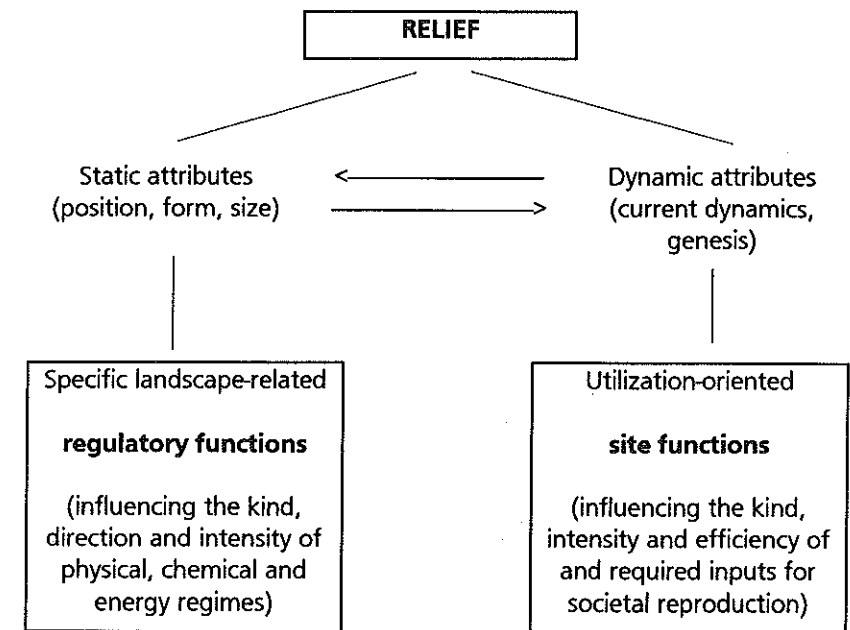 RELIEF
Static attributes
(position, form, size)
Dynamic attributes
(current dynamics,
genesis)
Specific landscape-related
regulatory functions
(influencing the kind,
direction and intensity of
physical, chemical and
energy regimes)
Utilization-oriented
site functions
(influencing the kind,
intensity and efficiency of
and required inputs for
societal reproduction)